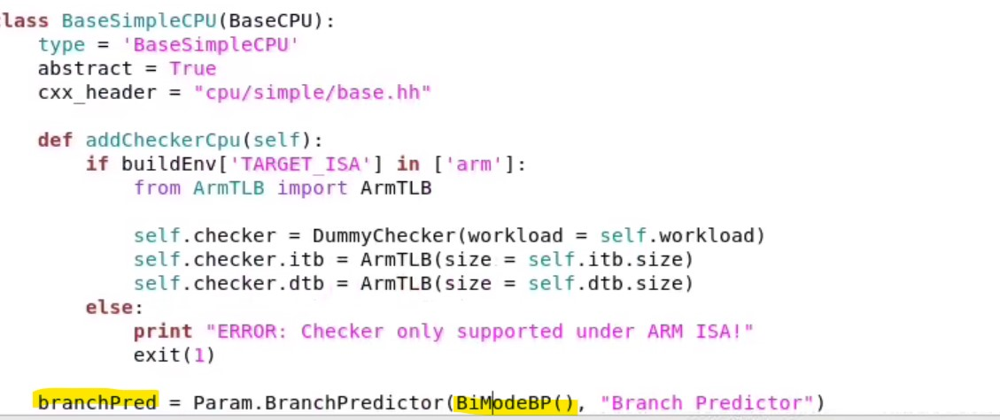 class BaseSimpleCPU(BaseCPU):
    type = 'BaseSimpleCPU'
    abstract = True
    cxx_header = "cpu/simple/base.hh"

    def addCheckerCpu(self):
        if buildEnv['TARGET_ISA'] in ['arm']:
            from ArmTLB import ArmTLB

            self.checker = DummyChecker(workload = self.workload)
            self.checker.itb = ArmTLB(size = self.itb.size)
            self.checker.dtb = ArmTLB(size = self.dtb.size)
        else:
            print "ERROR: Checker only supported under ARM ISA!"
            exit(1)

    branchPred = Param.BranchPredictor(BiModeBP(), "Branch Predictor")